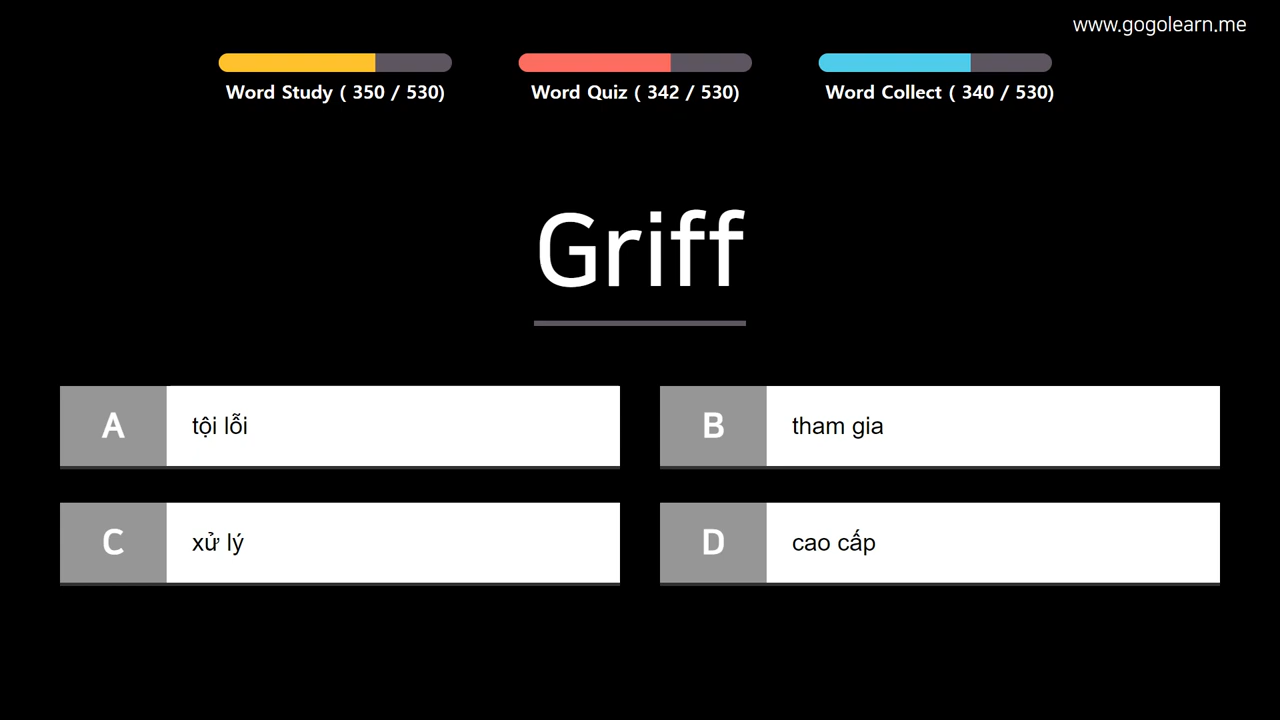 www.gogolearn.me
Word Study ( 350 / 530)
Word Quiz ( 342 / 530)
Word Collect ( 340 / 530)
Griff
A tội lỗi
B tham gia
C xử lý
D cao cấp